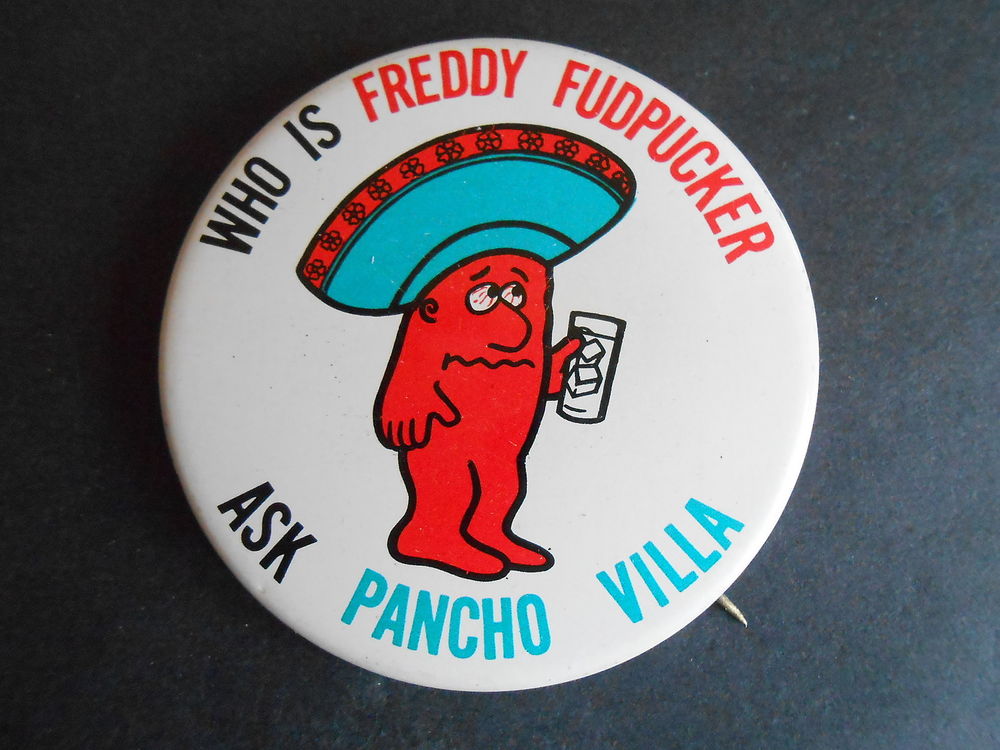 WHO IS FREDDY FUDPUCKER
ASK PANCHO VILLA